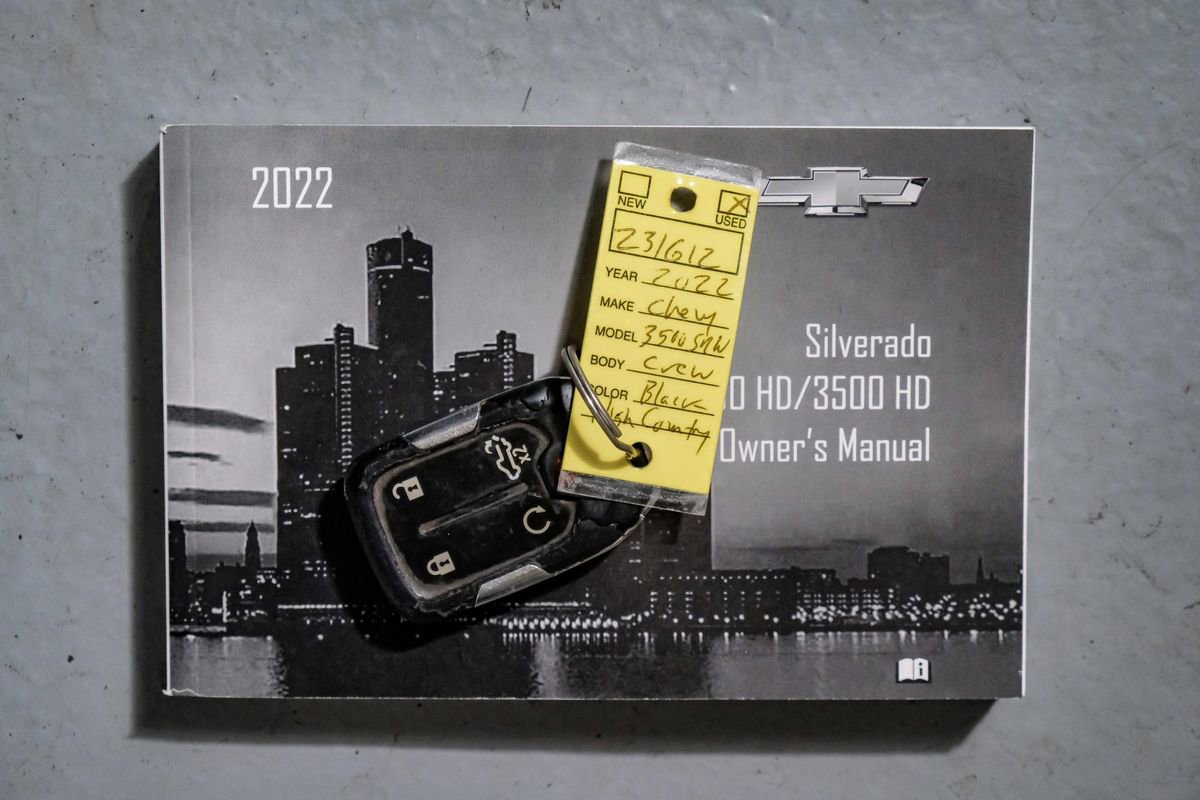 2022
NEW
USED
X
231612
YEAR 2022
MAKE Chevy
MODEL 3500 SRW
BODY Crew
COLOR Black
High Country
Silverado
0 HD/3500 HD
Owner's Manual
2X
i